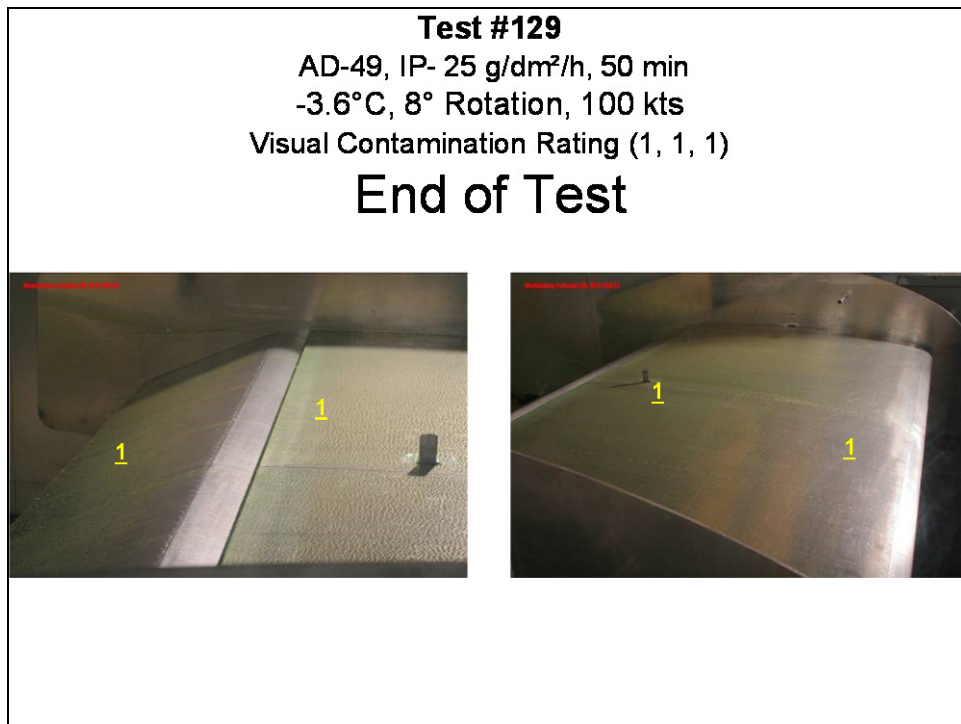 Test #129
AD-49, IP- 25 g/dm²/h, 50 min
-3.6°C, 8° Rotation, 100 kts
Visual Contamination Rating (1, 1, 1)
End of Test
1
1
1
1